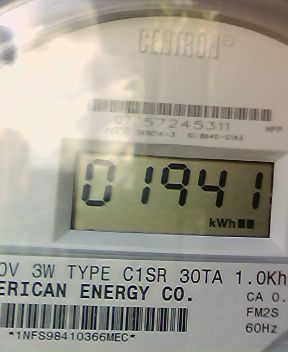 CENTRON®
57245311
HPP
01941
kWh
0V 3W TYPE C1SR 30TA 1.0Kh
ERICAN ENERGY CO.
CA 0.
FM2S
60Hz
*1NFS98410366MEC*